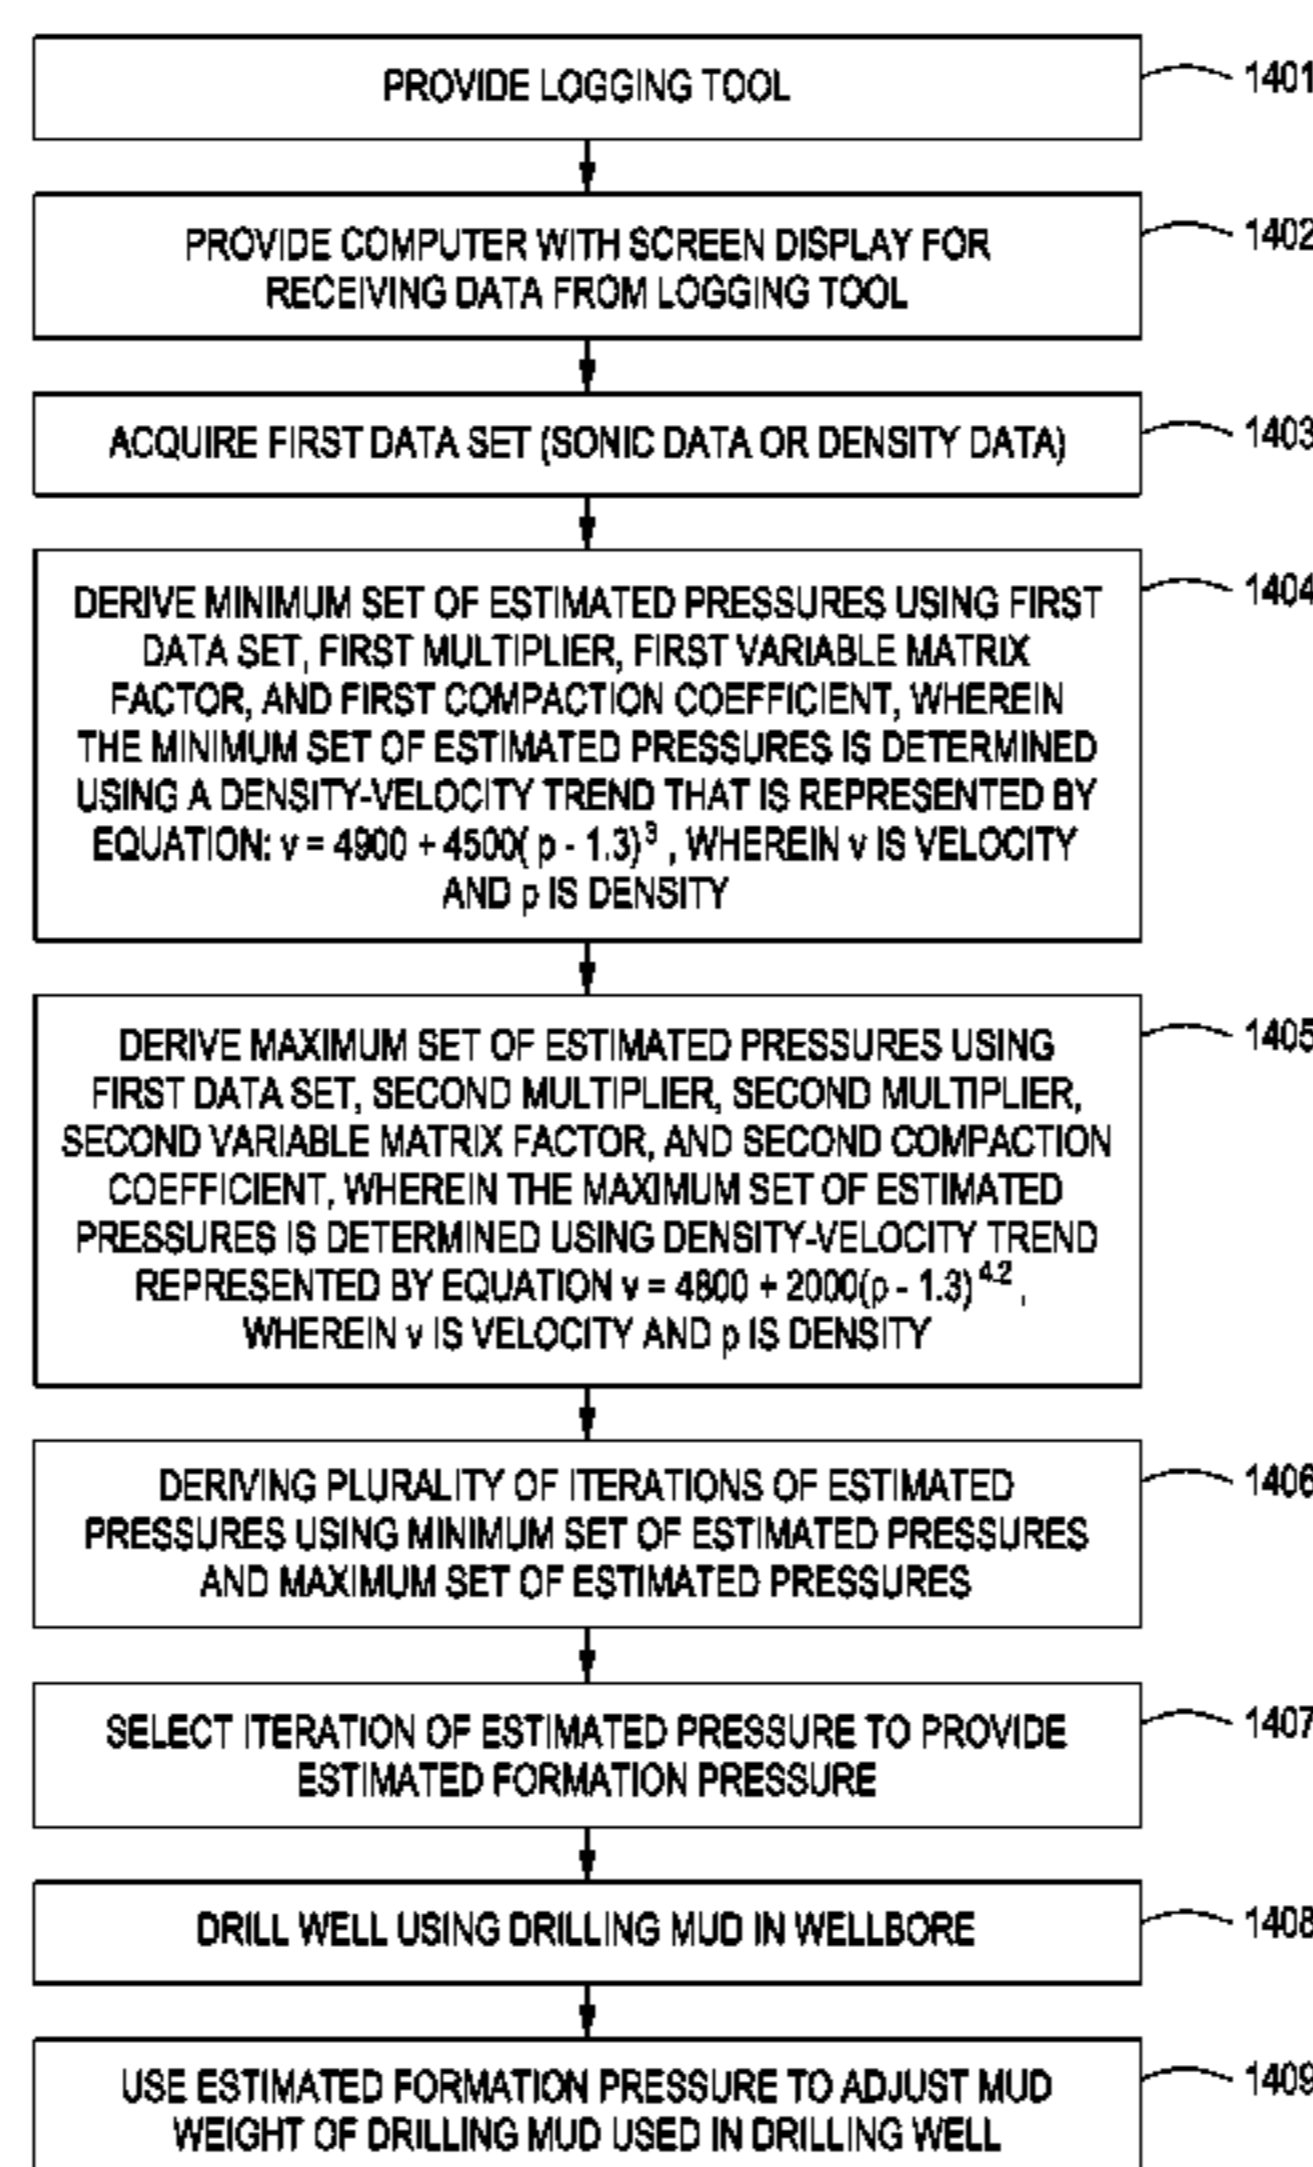 PROVIDE LOGGING TOOL
1401
PROVIDE COMPUTER WITH SCREEN DISPLAY FOR
RECEIVING DATA FROM LOGGING TOOL
1402
ACQUIRE FIRST DATA SET (SONIC DATA OR DENSITY DATA)
1403
DERIVE MINIMUM SET OF ESTIMATED PRESSURES USING FIRST
DATA SET, FIRST MULTIPLIER, FIRST VARIABLE MATRIX
FACTOR, AND FIRST COMPACTION COEFFICIENT, WHEREIN
THE MINIMUM SET OF ESTIMATED PRESSURES IS DETERMINED
USING A DENSITY-VELOCITY TREND THAT IS REPRESENTED BY
EQUATION: v = 4900 + 4500( p - 1.3)³ , WHEREIN v IS VELOCITY
AND p IS DENSITY
1404
DERIVE MAXIMUM SET OF ESTIMATED PRESSURES USING
FIRST DATA SET, SECOND MULTIPLIER, SECOND MULTIPLIER,
SECOND VARIABLE MATRIX FACTOR, AND SECOND COMPACTION
COEFFICIENT, WHEREIN THE MAXIMUM SET OF ESTIMATED
PRESSURES IS DETERMINED USING DENSITY-VELOCITY TREND
REPRESENTED BY EQUATION v = 4800 + 2000(p - 1.3)^4.2 ,
WHEREIN v IS VELOCITY AND p IS DENSITY
1405
DERIVING PLURALITY OF ITERATIONS OF ESTIMATED
PRESSURES USING MINIMUM SET OF ESTIMATED PRESSURES
AND MAXIMUM SET OF ESTIMATED PRESSURES
1406
SELECT ITERATION OF ESTIMATED PRESSURE TO PROVIDE
ESTIMATED FORMATION PRESSURE
1407
DRILL WELL USING DRILLING MUD IN WELLBORE
1408
USE ESTIMATED FORMATION PRESSURE TO ADJUST MUD
WEIGHT OF DRILLING MUD USED IN DRILLING WELL
1409